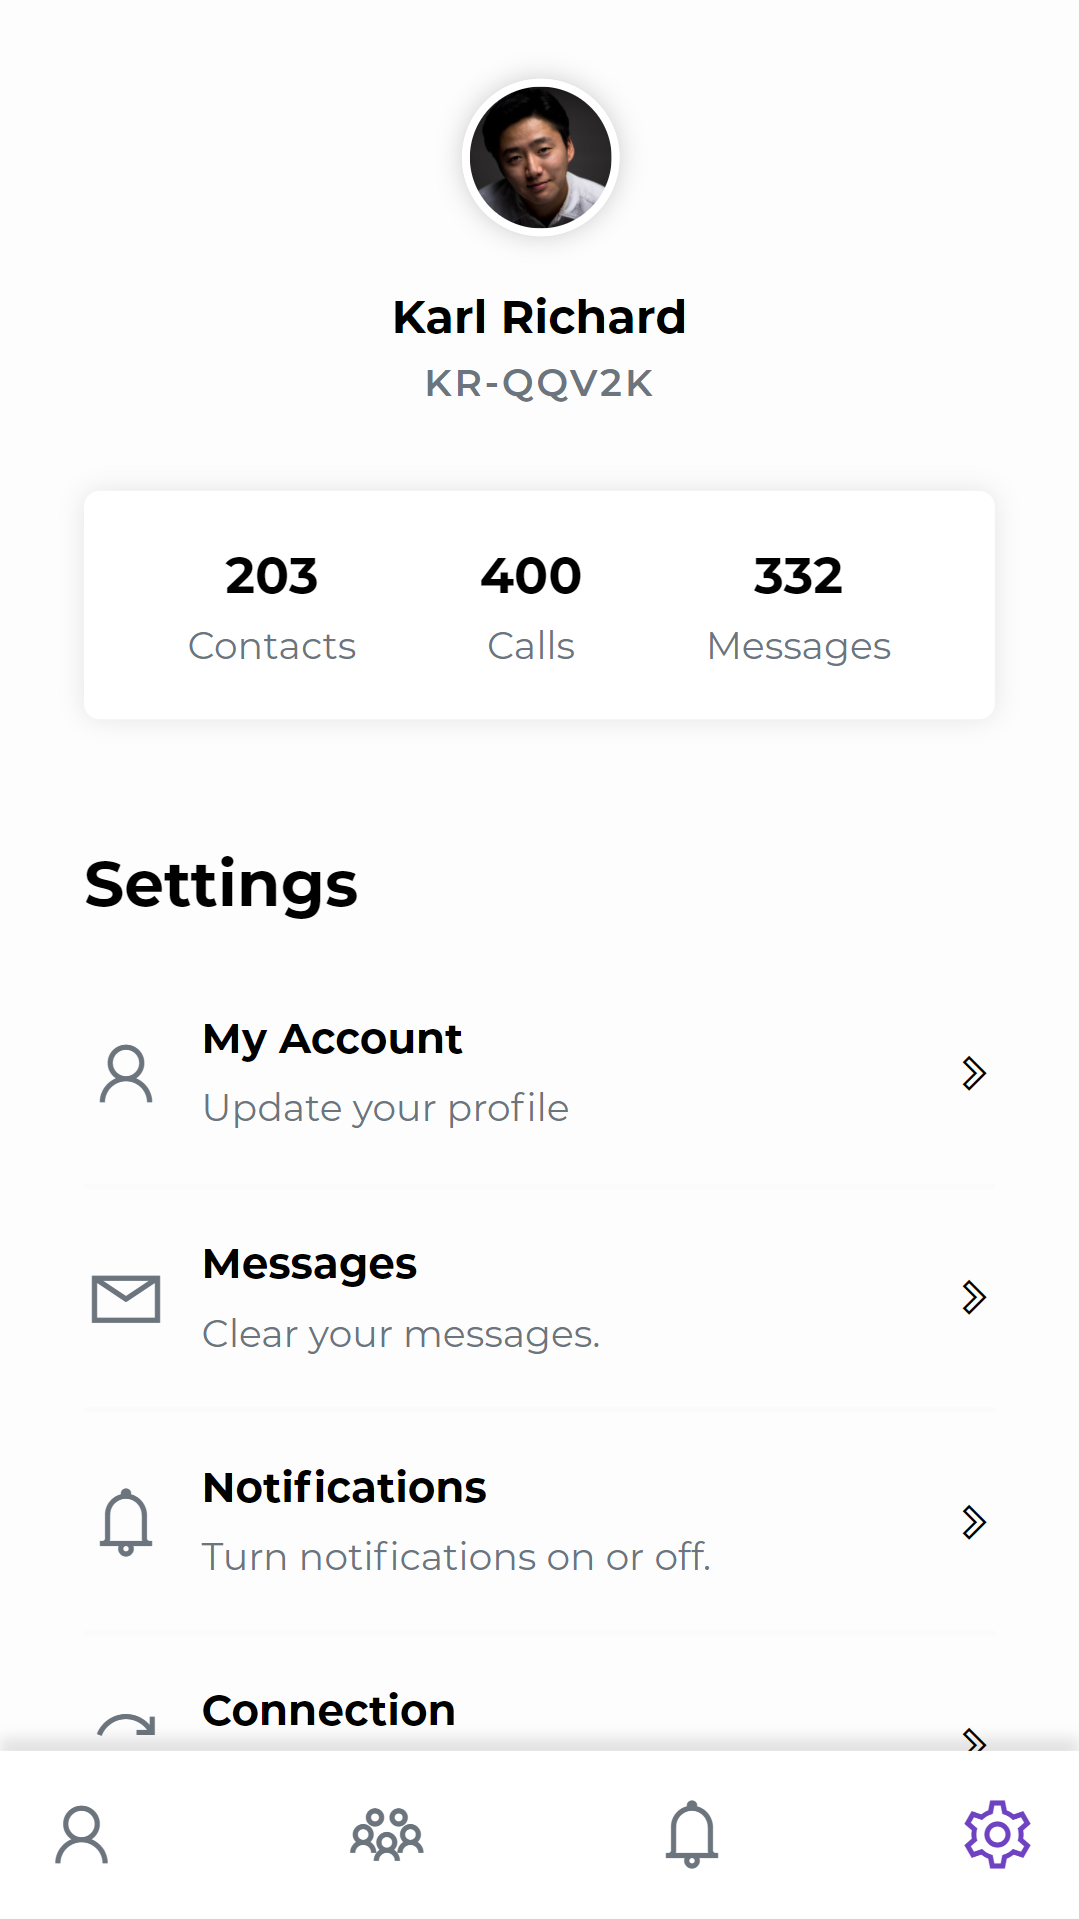 Karl Richard
KR-QQV2K
203 400 332
Contacts Calls Messages
Settings
My Account
Update your profile
Messages
Clear your messages.
Notifications
Turn notifications on or off.
Connection